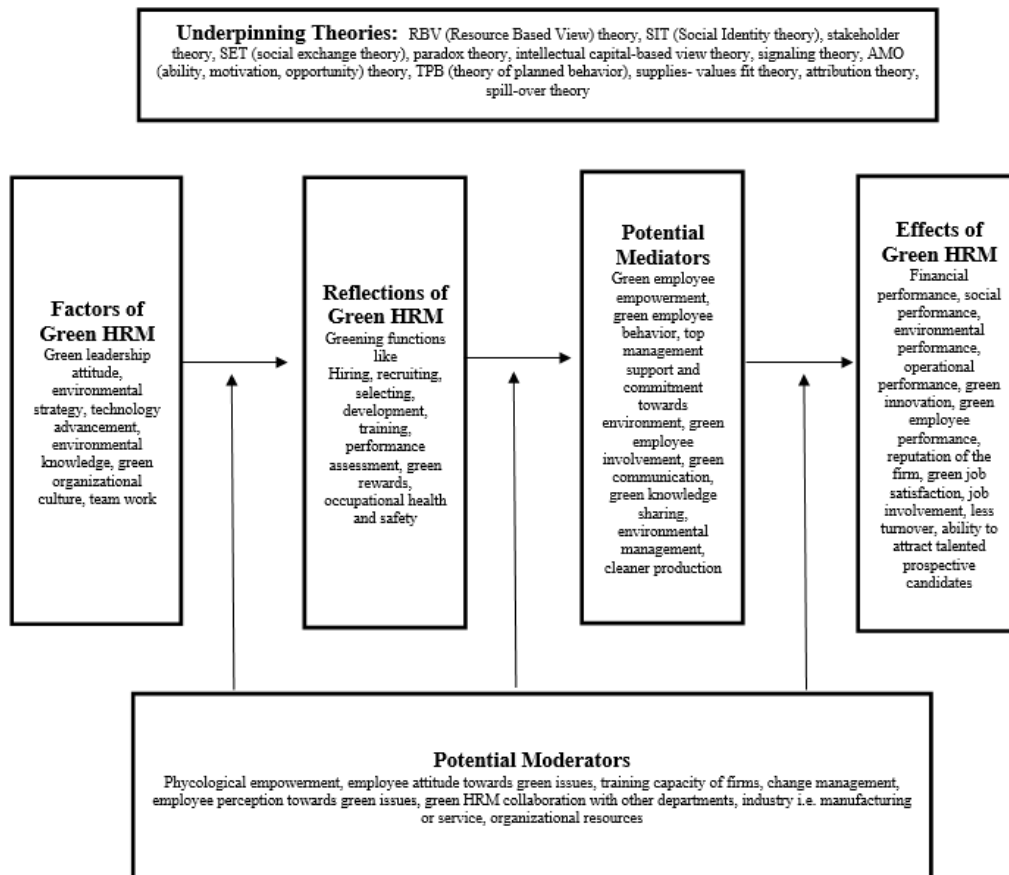 Underpinning Theories: RBV (Resource Based View) theory, SIT (Social Identity theory), stakeholder
theory, SET (social exchange theory), paradox theory, intellectual capital-based view theory, signaling theory, AMO
(ability, motivation, opportunity) theory, TPB (theory of planned behavior), supplies- values fit theory, attribution theory,
spill-over theory
Factors of
Green HRM
Green leadership
attitude,
environmental
strategy, technology
advancement,
environmental
knowledge, green
organizational
culture, team work
Reflections of
Green HRM
Greening functions
like
Hiring, recruiting,
selecting,
development,
training,
performance
assessment, green
rewards,
occupational health
and safety
Potential
Mediators
Green employee
empowerment,
green employee
behavior, top
management
support and
commitment
towards
environment, green
employee
involvement, green
communication,
green knowledge
sharing,
environmental
management,
cleaner production
Effects of
Green HRM
Financial
performance, social
performance,
environmental
performance,
operational
performance, green
innovation, green
employee
performance,
reputation of the
firm, green job
satisfaction, job
involvement, less
turnover, ability to
attract talented
prospective
candidates
Potential Moderators
Phycological empowerment, employee attitude towards green issues, training capacity of firms, change management,
employee perception towards green issues, green HRM collaboration with other departments, industry i.e. manufacturing
or service, organizational resources